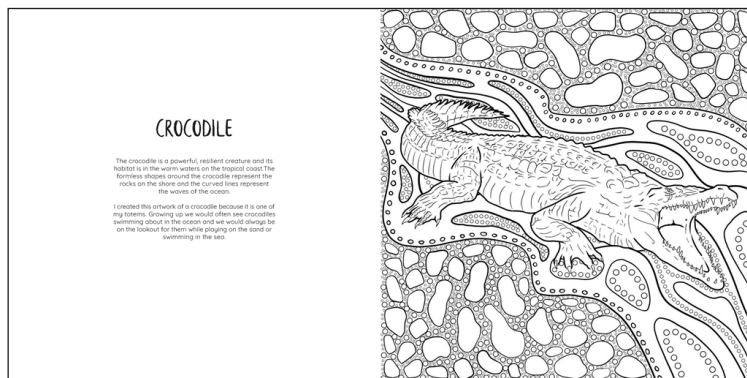 CROCODILE
The crocodile is a powerful, resilient creature and its
habitat is in the warm waters on the tropical coast.The
formless shapes around the crocodile represent the
rocks on the shore and the curved lines represent
the waves of the ocean.
I created this artwork of a crocodile because it is one of
my totems. Growing up we would often see crocodiles
swimming about in the ocean and we would always be
on the lookout for them while playing on the sand or
swimming in the sea.